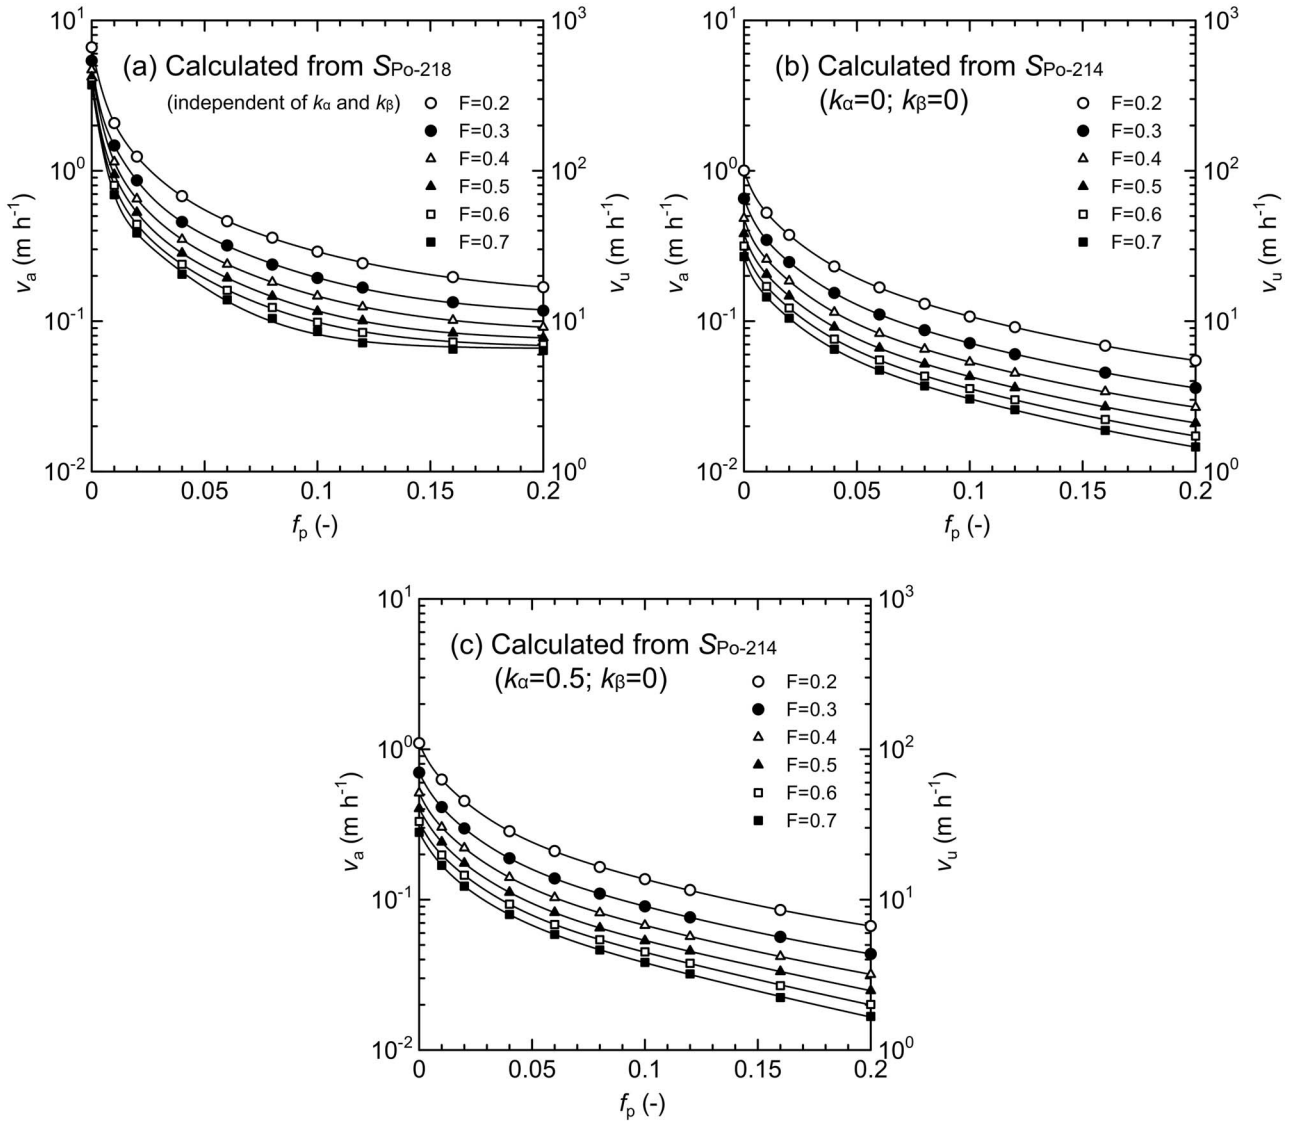 (a) Calculated from SPo-218
(independent of kα and kβ)
F=0.2
F=0.3
F=0.4
F=0.5
F=0.6
F=0.7
10^1
10^0
10^-1
10^-2
va (m h^-1)
10^3
10^2
10^1
10^0
vu (m h^-1)
0 0.05 0.1 0.15 0.2
fp (-)
(b) Calculated from SPo-214
(kα=0; kβ=0)
F=0.2
F=0.3
F=0.4
F=0.5
F=0.6
F=0.7
10^1
10^0
10^-1
10^-2
va (m h^-1)
10^3
10^2
10^1
10^0
vu (m h^-1)
0 0.05 0.1 0.15 0.2
fp (-)
(c) Calculated from SPo-214
(kα=0.5; kβ=0)
F=0.2
F=0.3
F=0.4
F=0.5
F=0.6
F=0.7
10^1
10^0
10^-1
10^-2
va (m h^-1)
10^3
10^2
10^1
10^0
vu (m h^-1)
0 0.05 0.1 0.15 0.2
fp (-)